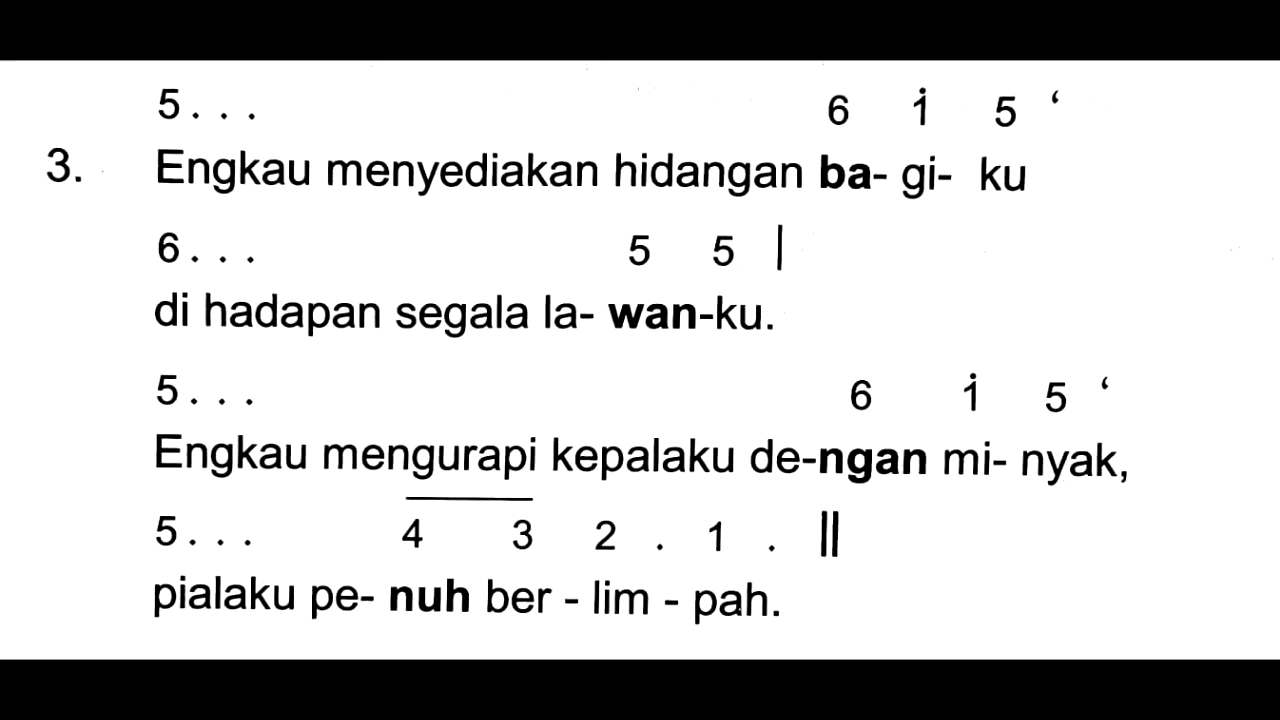 5 . . . 6 1̇ 5 ‘
3. Engkau menyediakan hidangan ba- gi- ku
6 . . . 5 5 |
di hadapan segala la- wan-ku.
5 . . . 6 1̇ 5 ‘
Engkau mengurapi kepalaku de-ngan mi- nyak,
5 . . . 4 3 2 . 1 . ||
pialaku pe- nuh ber - lim - pah.